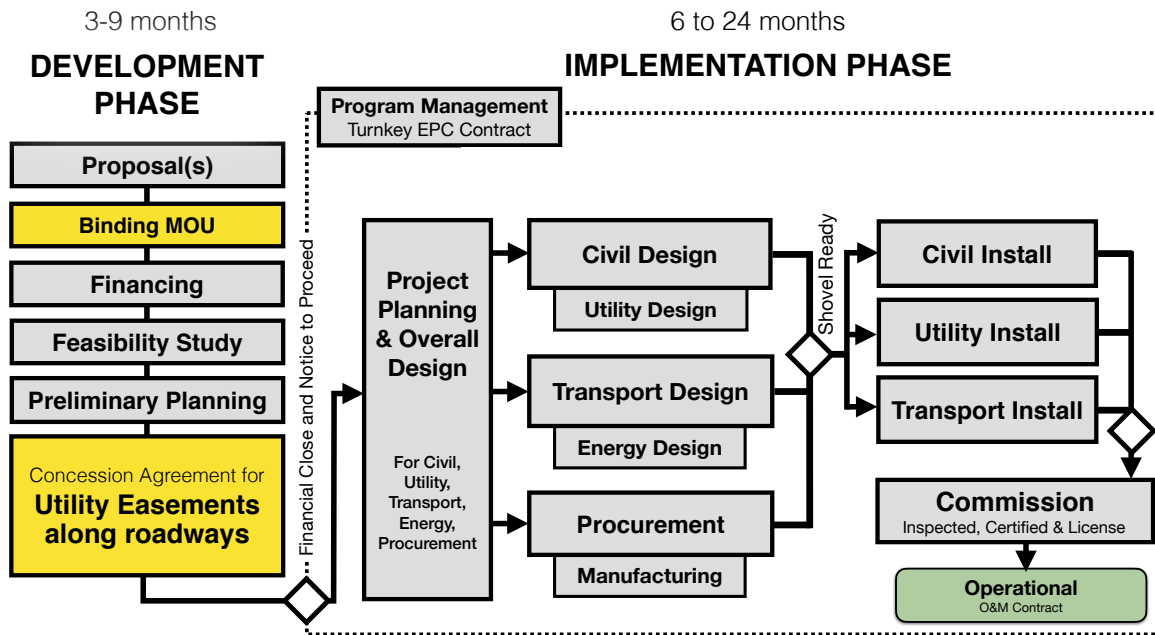 3-9 months
DEVELOPMENT
PHASE
Proposal(s)
Binding MOU
Financing
Feasibility Study
Preliminary Planning
Concession Agreement for
Utility Easements
along roadways
Financial Close and Notice to Proceed
6 to 24 months
IMPLEMENTATION PHASE
Program Management
Turnkey EPC Contract
Project
Planning
& Overall
Design
For Civil,
Utility,
Transport,
Energy,
Procurement
Civil Design
Utility Design
Transport Design
Energy Design
Procurement
Manufacturing
Shovel Ready
Civil Install
Utility Install
Transport Install
Commission
Inspected, Certified & License
Operational
O&M Contract